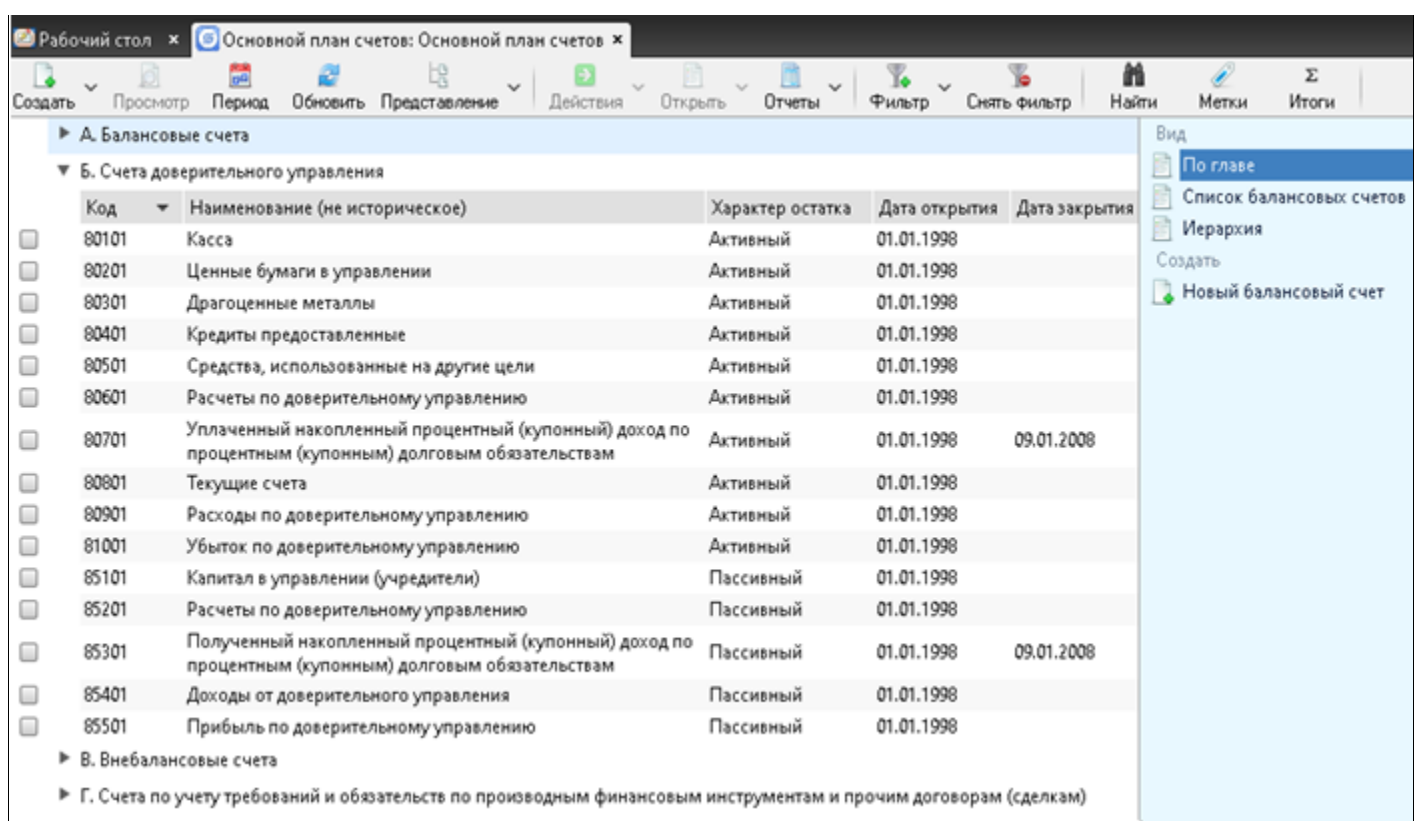 Рабочий стол × Основной план счетов: Основной план счетов ×
Создать Просмотр Период Обновить Представление Действия Открыть Отчеты Фильтр Снять фильтр Найти Метки Σ Итоги
А. Балансовые счета
Б. Счета доверительного управления
Код Наименование (не историческое) Характер остатка Дата открытия Дата закрытия
80101 Касса Активный 01.01.1998
80201 Ценные бумаги в управлении Активный 01.01.1998
80301 Драгоценные металлы Активный 01.01.1998
80401 Кредиты предоставленные Активный 01.01.1998
80501 Средства, использованные на другие цели Активный 01.01.1998
80601 Расчеты по доверительному управлению Активный 01.01.1998
80701 Уплаченный накопленный процентный (купонный) доход по
процентным (купонным) долговым обязательствам Активный 01.01.1998 09.01.2008
80801 Текущие счета Активный 01.01.1998
80901 Расходы по доверительному управлению Активный 01.01.1998
81001 Убыток по доверительному управлению Активный 01.01.1998
85101 Капитал в управлении (учредители) Пассивный 01.01.1998
85201 Расчеты по доверительному управлению Пассивный 01.01.1998
85301 Полученный накопленный процентный (купонный) доход по
процентным (купонным) долговым обязательствам Пассивный 01.01.1998 09.01.2008
85401 Доходы от доверительного управления Пассивный 01.01.1998
85501 Прибыль по доверительному управлению Пассивный 01.01.1998
В. Внебалансовые счета
Г. Счета по учету требований и обязательств по производным финансовым инструментам и прочим договорам (сделкам)
Вид
По главе
Список балансовых счетов
Иерархия
Создать
Новый балансовый счет